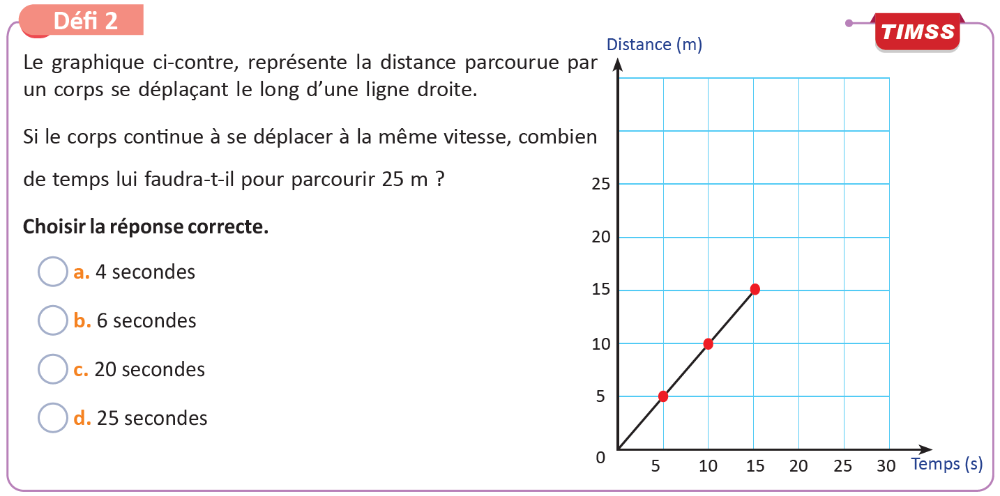 Défi 2
TIMSS
Le graphique ci-contre, représente la distance parcourue par
un corps se déplaçant le long d’une ligne droite.
Si le corps continue à se déplacer à la même vitesse, combien
de temps lui faudra-t-il pour parcourir 25 m ?
Choisir la réponse correcte.
a. 4 secondes
b. 6 secondes
c. 20 secondes
d. 25 secondes
Distance (m)
25
20
15
10
5
0
5 10 15 20 25 30 Temps (s)